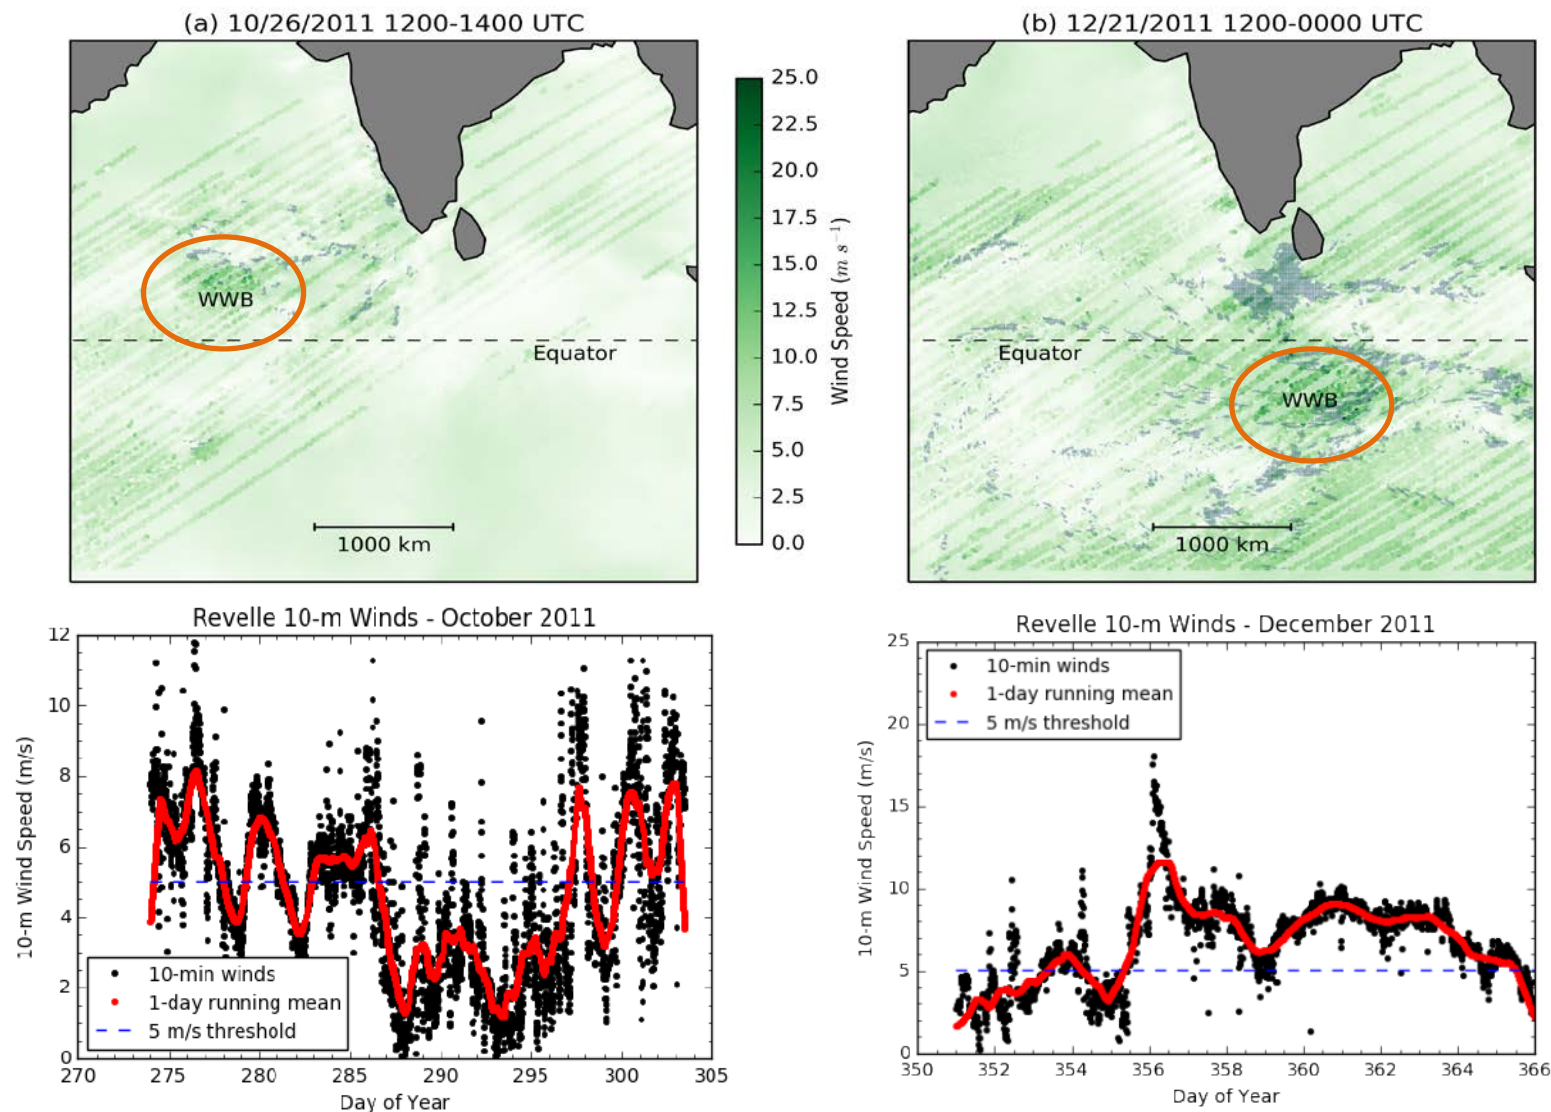 (a) 10/26/2011 1200-1400 UTC
WWB
Equator
1000 km
25.0
22.5
20.0
17.5
15.0
12.5
10.0
7.5
5.0
2.5
0.0
Wind Speed (m s⁻¹)
(b) 12/21/2011 1200-0000 UTC
Equator
WWB
1000 km
Revelle 10-m Winds - October 2011
12
10
8
6
4
2
0
10-m Wind Speed (m/s)
10-min winds
1-day running mean
5 m/s threshold
270 275 280 285 290 295 300 305
Day of Year
Revelle 10-m Winds - December 2011
25
20
15
10
5
0
10-m Wind Speed (m/s)
10-min winds
1-day running mean
5 m/s threshold
350 352 354 356 358 360 362 364 366
Day of Year